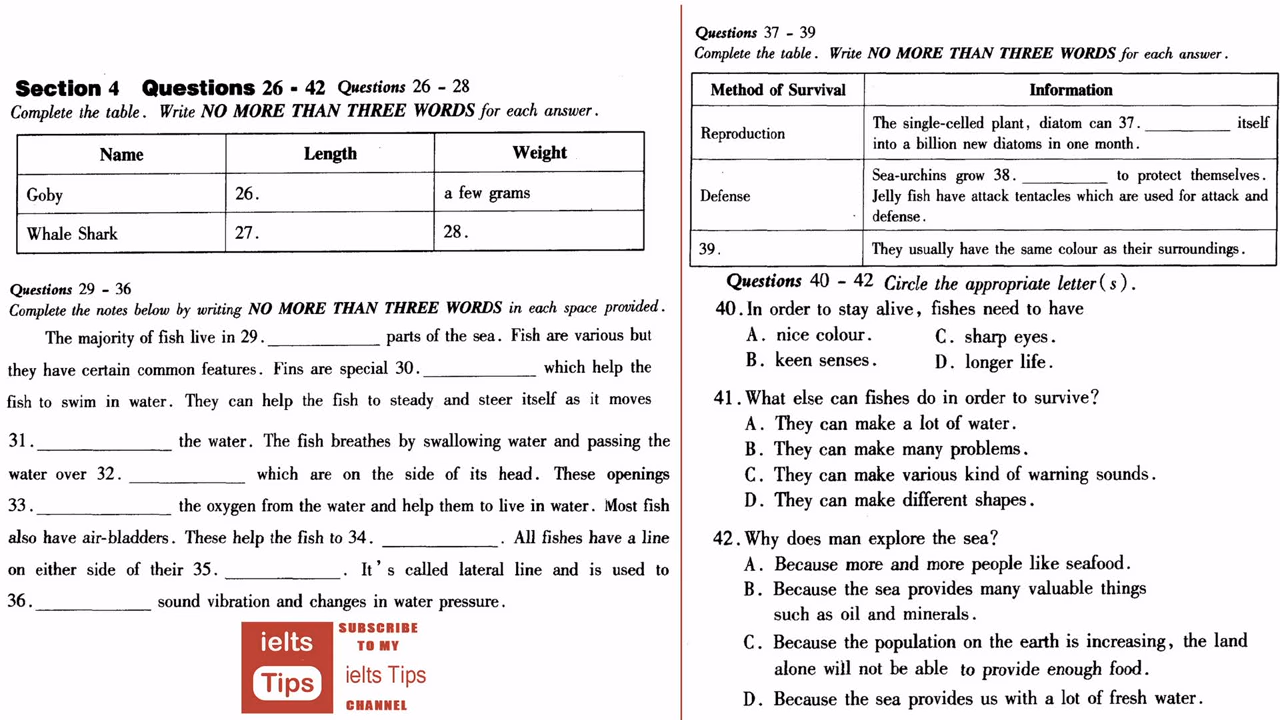 Section 4 Questions 26 - 42 Questions 26 - 28
Complete the table. Write NO MORE THAN THREE WORDS for each answer.
Name Length Weight
Goby 26. a few grams
Whale Shark 27. 28.
Questions 29 - 36
Complete the notes below by writing NO MORE THAN THREE WORDS in each space provided.
The majority of fish live in 29. ____________ parts of the sea. Fish are various but
they have certain common features. Fins are special 30. ____________ which help the
fish to swim in water. They can help the fish to steady and steer itself as it moves
31. ____________ the water. The fish breathes by swallowing water and passing the
water over 32. ____________ which are on the side of its head. These openings
33. ____________ the oxygen from the water and help them to live in water. Most fish
also have air-bladders. These help the fish to 34. ____________. All fishes have a line
on either side of their 35. ____________. It's called lateral line and is used to
36. ____________ sound vibration and changes in water pressure.
ielts
Tips
SUBSCRIBE
TO MY
ielts Tips
CHANNEL
Questions 37 - 39
Complete the table. Write NO MORE THAN THREE WORDS for each answer.
Method of Survival Information
Reproduction
The single-celled plant, diatom can 37. __________ itself
into a billion new diatoms in one month.
Defense
Sea-urchins grow 38. __________ to protect themselves.
Jelly fish have attack tentacles which are used for attack and
defense.
39. They usually have the same colour as their surroundings.
Questions 40 - 42 Circle the appropriate letter(s).
40. In order to stay alive, fishes need to have
A. nice colour. C. sharp eyes.
B. keen senses. D. longer life.
41. What else can fishes do in order to survive?
A. They can make a lot of water.
B. They can make many problems.
C. They can make various kind of warning sounds.
D. They can make different shapes.
42. Why does man explore the sea?
A. Because more and more people like seafood.
B. Because the sea provides many valuable things
such as oil and minerals.
C. Because the population on the earth is increasing, the land
alone will not be able to provide enough food.
D. Because the sea provides us with a lot of fresh water.